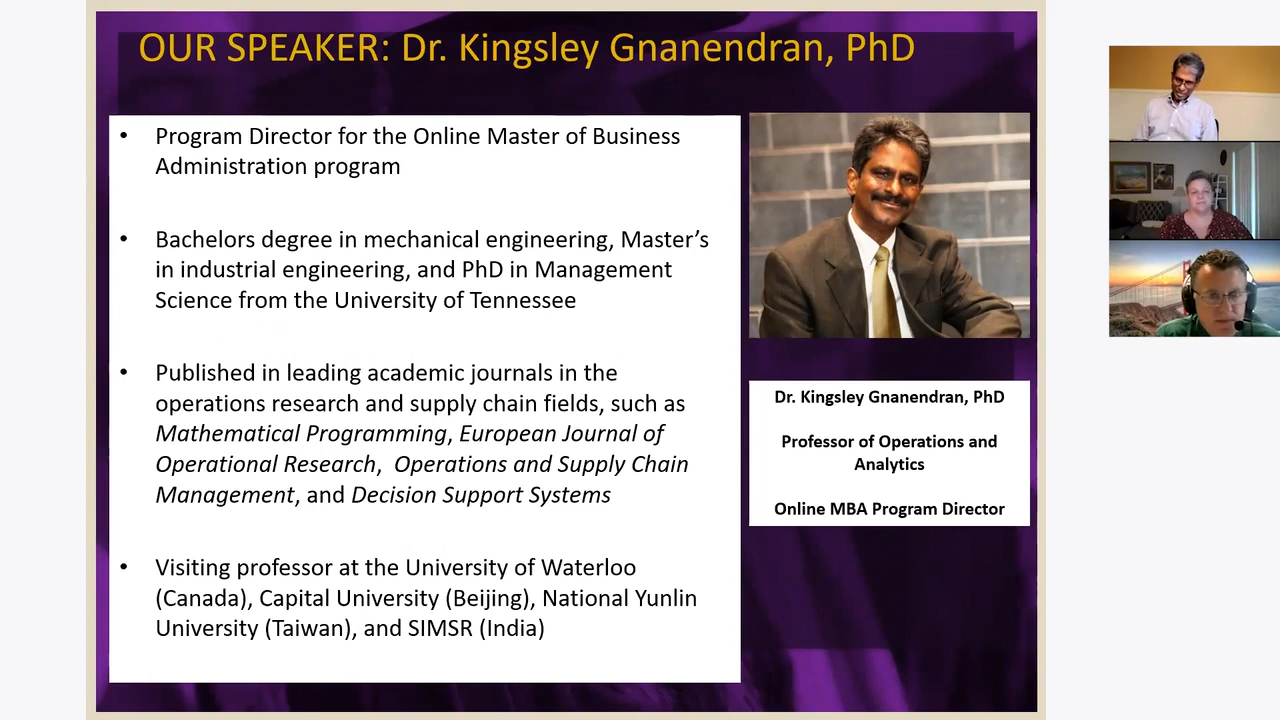 OUR SPEAKER: Dr. Kingsley Gnanendran, PhD
• Program Director for the Online Master of Business
Administration program
• Bachelors degree in mechanical engineering, Master’s
in industrial engineering, and PhD in Management
Science from the University of Tennessee
• Published in leading academic journals in the
operations research and supply chain fields, such as
Mathematical Programming, European Journal of
Operational Research, Operations and Supply Chain
Management, and Decision Support Systems
• Visiting professor at the University of Waterloo
(Canada), Capital University (Beijing), National Yunlin
University (Taiwan), and SIMSR (India)
Dr. Kingsley Gnanendran, PhD
Professor of Operations and
Analytics
Online MBA Program Director